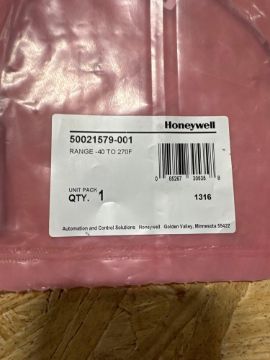 Honeywell
50021579-001
RANGE -40 TO 270F
UNIT PACK
QTY. 1
1316
Automation and Control Solutions Honeywell Golden Valley, Minnesota 55422